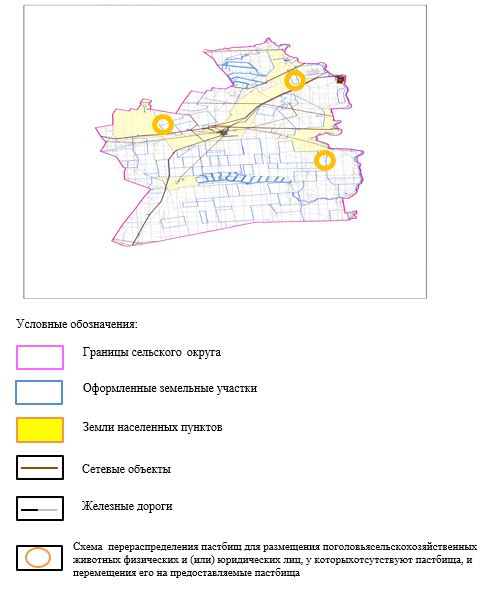 Условные обозначения:
Границы сельского округа
Оформленные земельные участки
Земли населенных пунктов
Сетевые объекты
Железные дороги
Схема перераспределения пастбищ для размещения поголовьясельскохозяйственных
животных физических и (или) юридических лиц, у которыхотсутствуют пастбища, и
перемещения его на предоставляемые пастбища